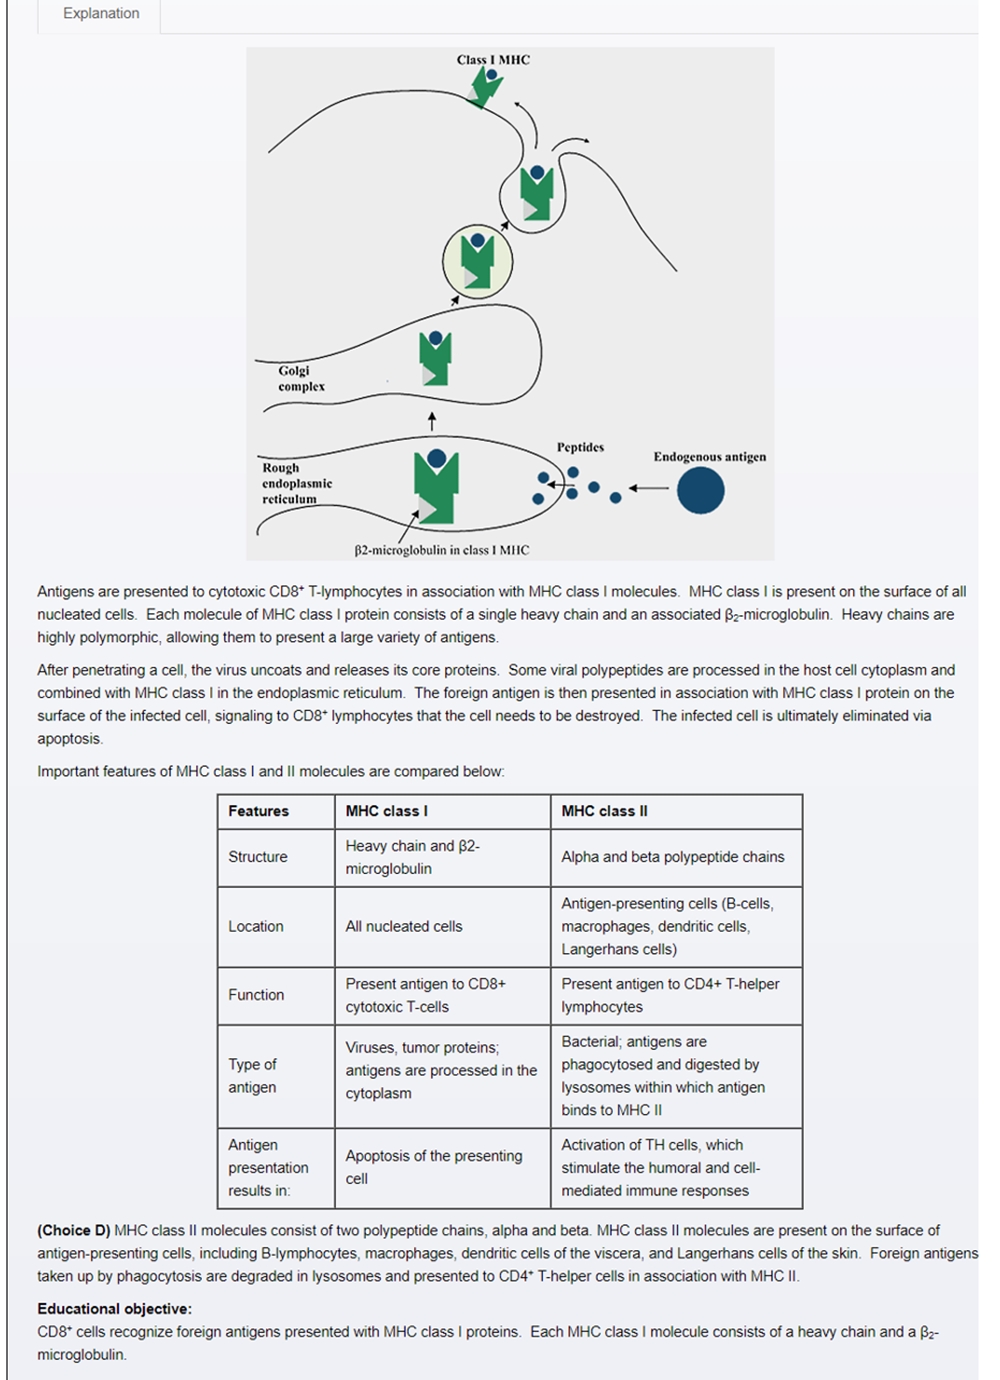 Explanation
Class I MHC
Golgi
complex
Peptides
Endogenous antigen
Rough
endoplasmic
reticulum
β2-microglobulin in class I MHC
Antigens are presented to cytotoxic CD8⁺ T-lymphocytes in association with MHC class I molecules.  MHC class I is present on the surface of all
nucleated cells.  Each molecule of MHC class I protein consists of a single heavy chain and an associated β₂-microglobulin.  Heavy chains are
highly polymorphic, allowing them to present a large variety of antigens.
After penetrating a cell, the virus uncoats and releases its core proteins.  Some viral polypeptides are processed in the host cell cytoplasm and
combined with MHC class I in the endoplasmic reticulum.  The foreign antigen is then presented in association with MHC class I protein on the
surface of the infected cell, signaling to CD8⁺ lymphocytes that the cell needs to be destroyed.  The infected cell is ultimately eliminated via
apoptosis.
Important features of MHC class I and II molecules are compared below:
Features MHC class I MHC class II
Structure
Heavy chain and β2-
microglobulin
Alpha and beta polypeptide chains
Location
All nucleated cells
Antigen-presenting cells (B-cells,
macrophages, dendritic cells,
Langerhans cells)
Function
Present antigen to CD8+
cytotoxic T-cells
Present antigen to CD4+ T-helper
lymphocytes
Type of
antigen
Viruses, tumor proteins;
antigens are processed in the
cytoplasm
Bacterial; antigens are
phagocytosed and digested by
lysosomes within which antigen
binds to MHC II
Antigen
presentation
results in:
Apoptosis of the presenting
cell
Activation of TH cells, which
stimulate the humoral and cell-
mediated immune responses
(Choice D) MHC class II molecules consist of two polypeptide chains, alpha and beta. MHC class II molecules are present on the surface of
antigen-presenting cells, including B-lymphocytes, macrophages, dendritic cells of the viscera, and Langerhans cells of the skin.  Foreign antigens
taken up by phagocytosis are degraded in lysosomes and presented to CD4⁺ T-helper cells in association with MHC II.
Educational objective:
CD8⁺ cells recognize foreign antigens presented with MHC class I proteins.  Each MHC class I molecule consists of a heavy chain and a β₂-
microglobulin.